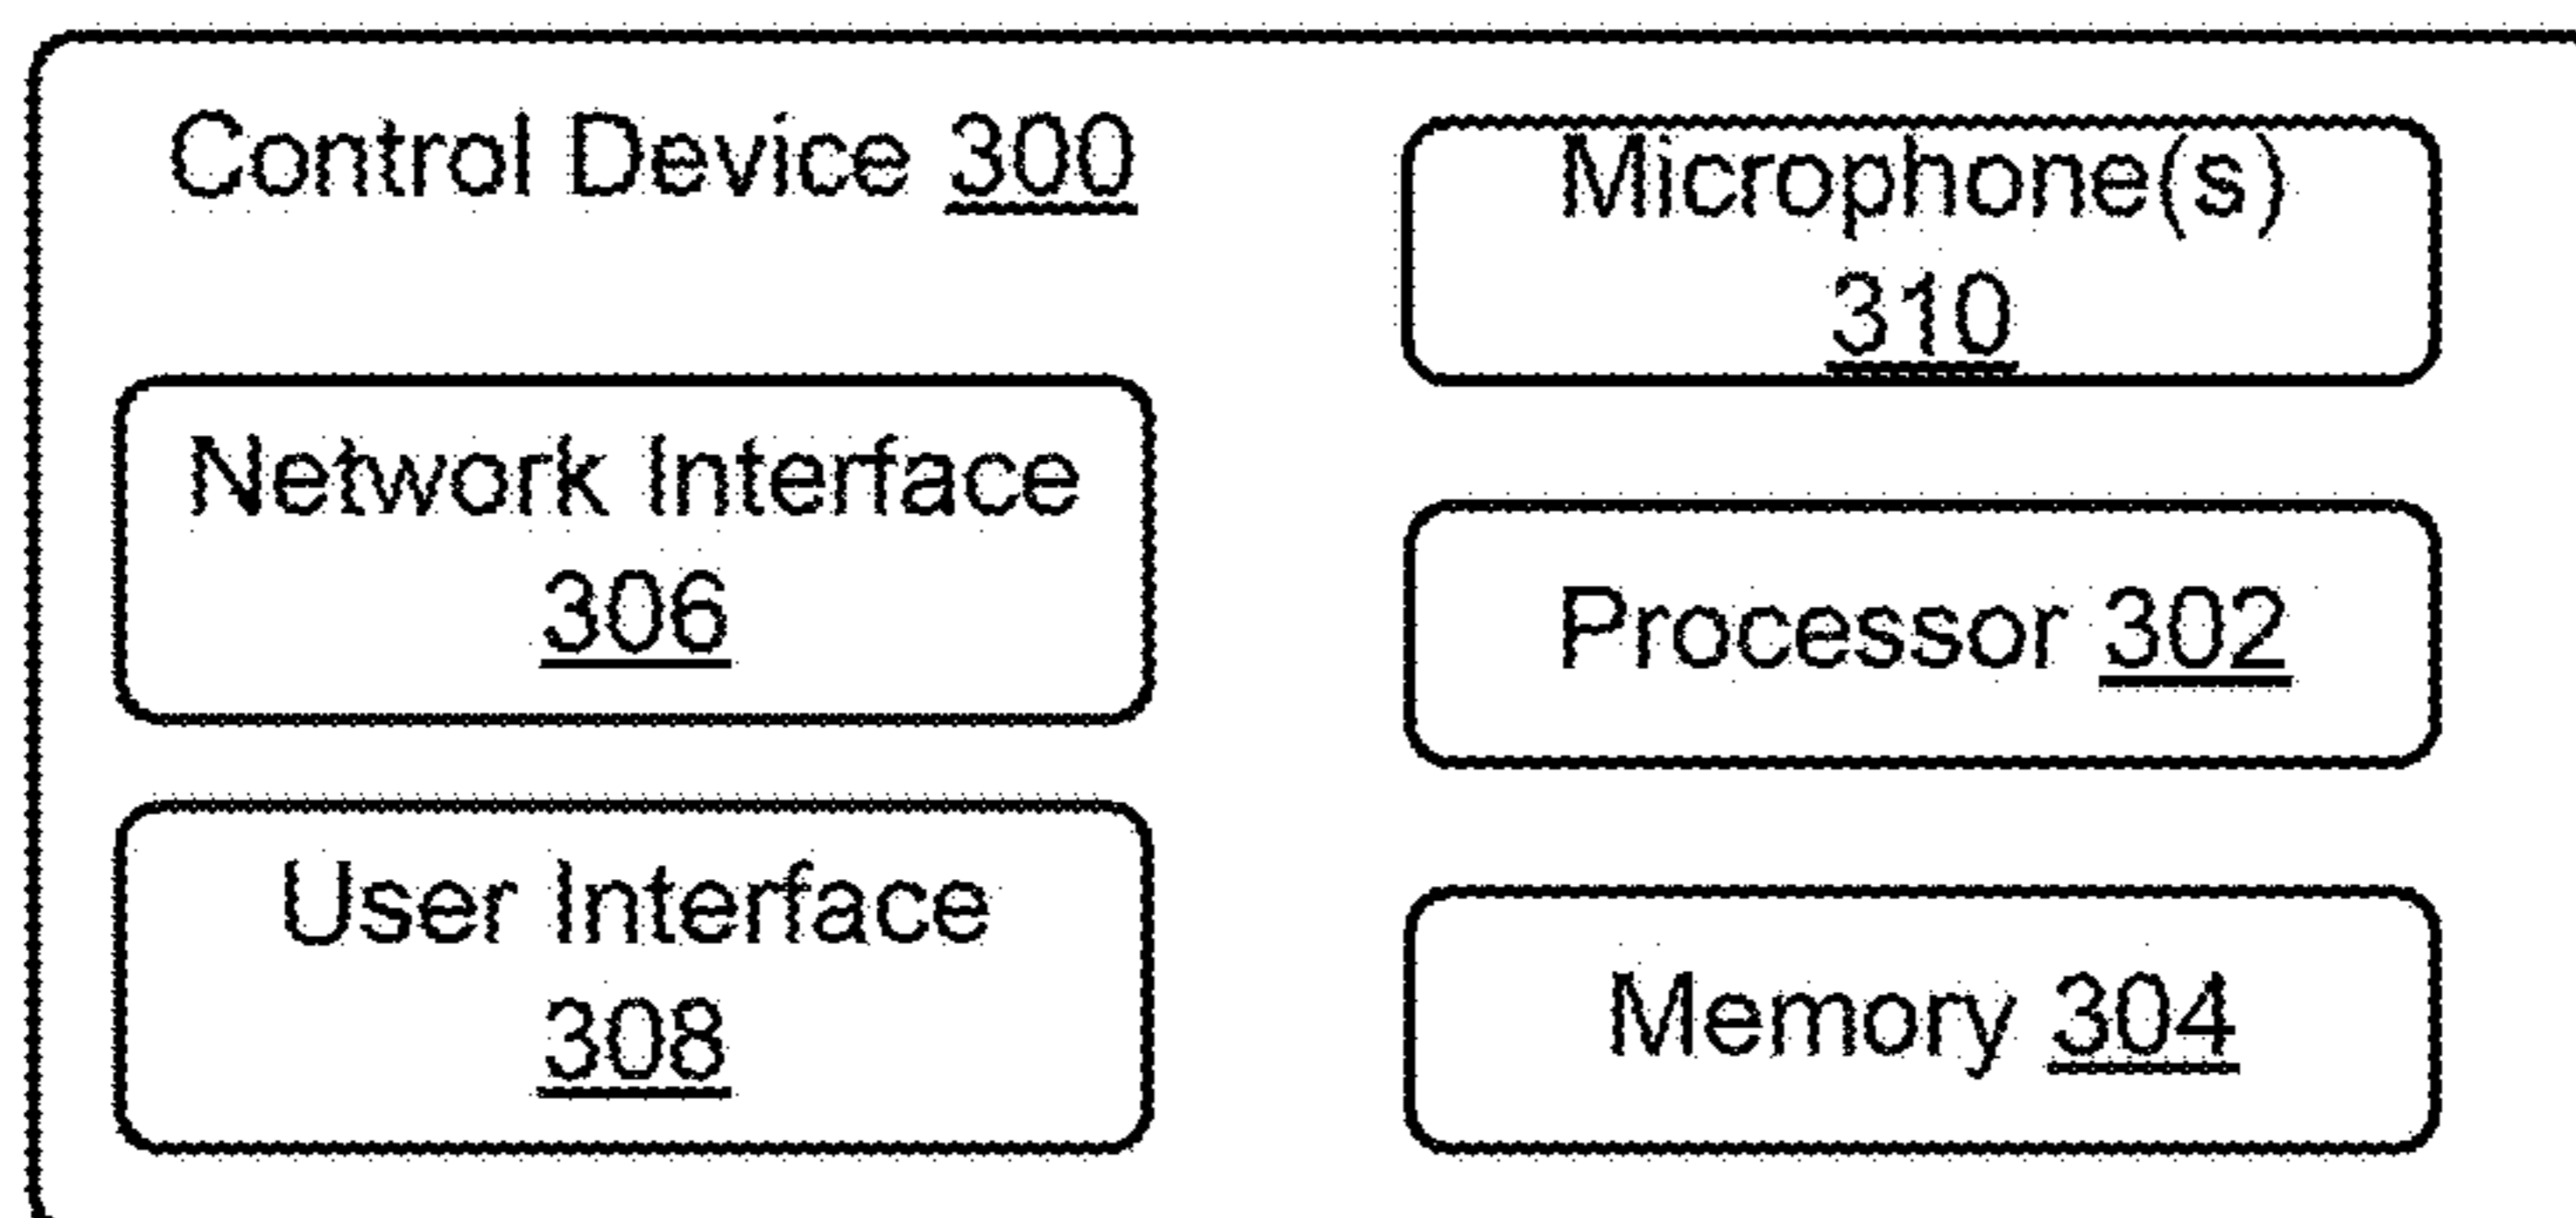 Control Device 300
Network Interface
306
User Interface
308
Microphone(s)
310
Processor 302
Memory 304